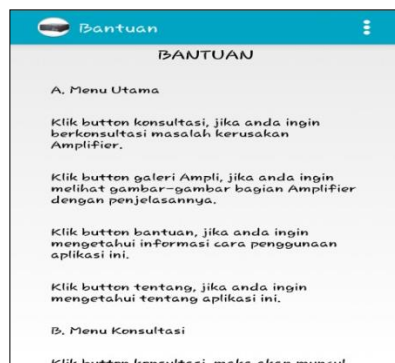 Bantuan
BANTUAN
A. Menu Utama
Klik button konsultasi, jika anda ingin
berkonsultasi masalah kerusakan
Amplifier.
Klik button galeri Ampli, jika anda ingin
melihat gambar-gambar bagian Amplifier
dengan penjelasannya.
Klik button bantuan, jika anda ingin
mengetahui informasi cara penggunaan
aplikasi ini.
Klik button tentang, jika anda ingin
mengetahui tentang aplikasi ini.
B. Menu Konsultasi
Klik button konsultasi, maka akan muncul